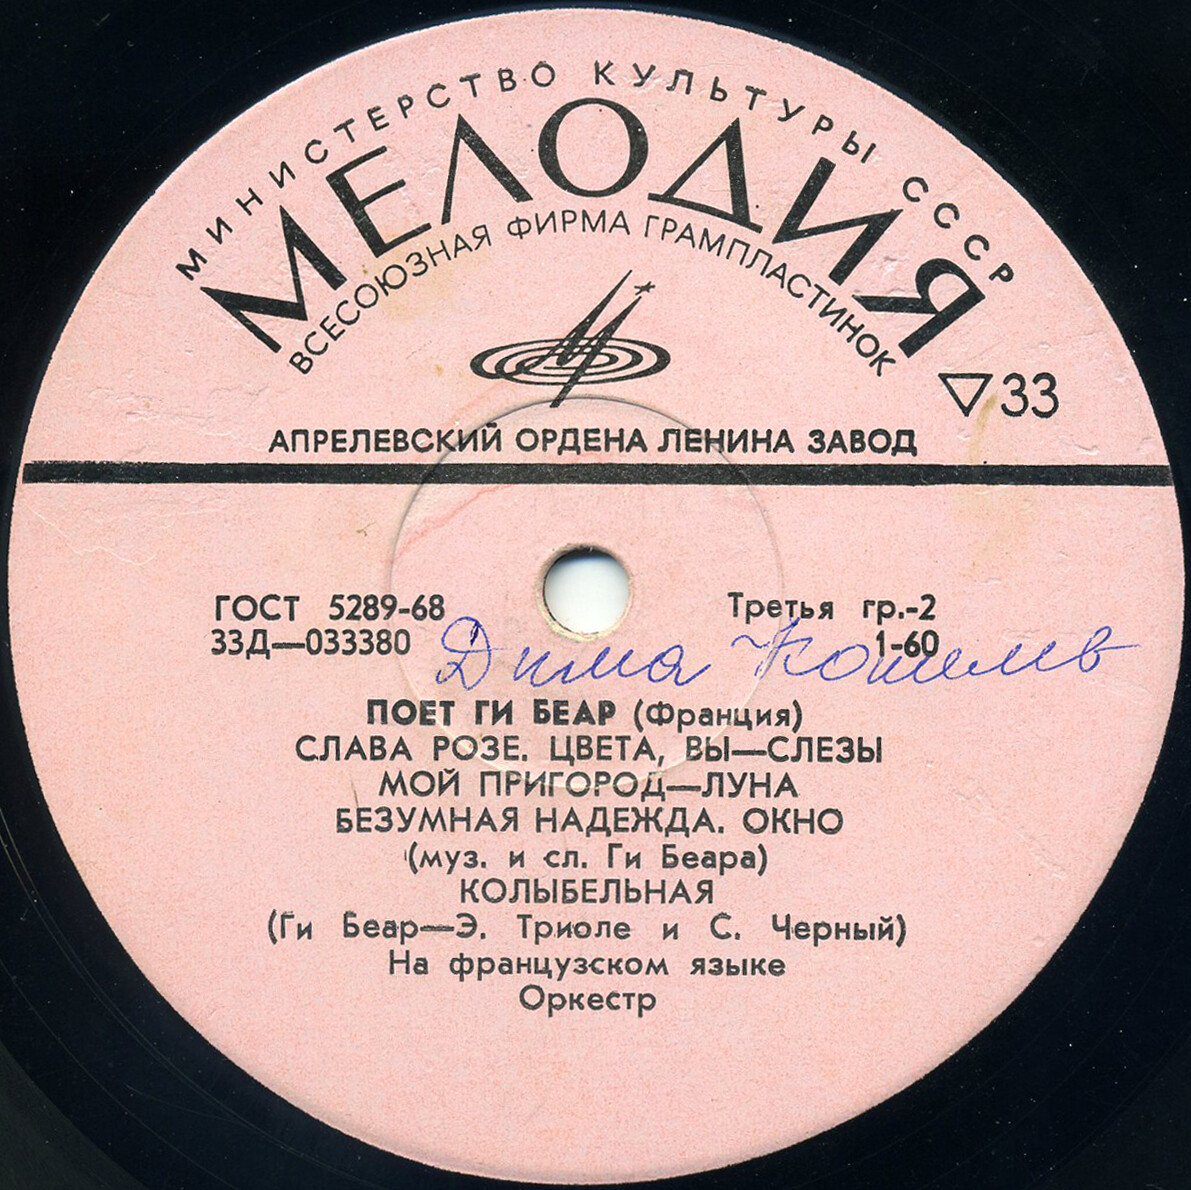 МИНИСТЕРСТВО КУЛЬТУРЫ СССР
МЕЛОДИЯ
ВСЕСОЮЗНАЯ ФИРМА ГРАМПЛАСТИНОК
33
АПРЕЛЕВСКИЙ ОРДЕНА ЛЕНИНА ЗАВОД
ГОСТ 5289-68
Третья гр.-2
33Д—033380
1-60
Дима
ПОЕТ ГИ БЕАР (Франция)
СЛАВА РОЗЕ. ЦВЕТА, ВЫ—СЛЕЗЫ
МОЙ ПРИГОРОД—ЛУНА
БЕЗУМНАЯ НАДЕЖДА. ОКНО
(муз. и сл. Ги Беара)
КОЛЫБЕЛЬНАЯ
(Ги Беар—Э. Триоле и С. Черный)
На французском языке
Оркестр